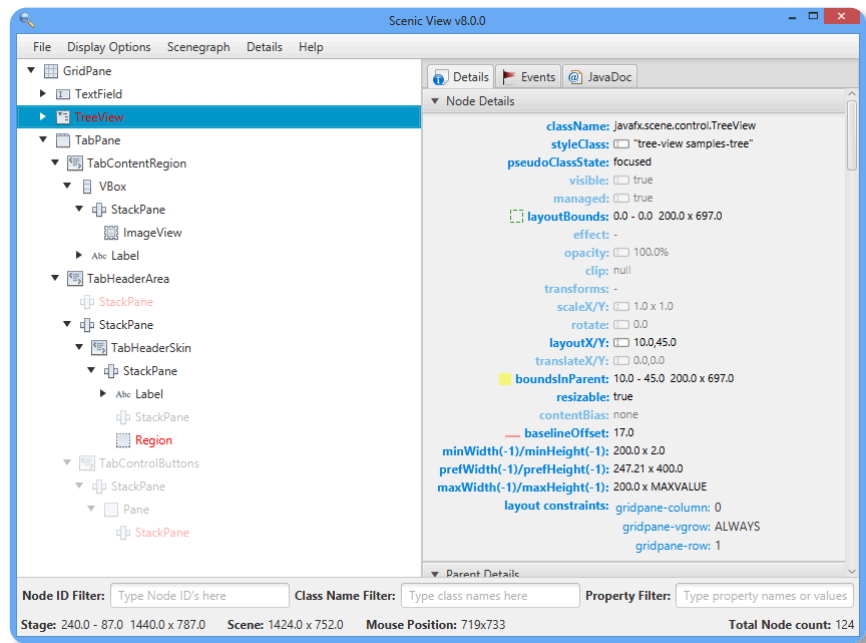 Scenic View v8.0.0
File Display Options Scenegraph Details Help
GridPane
TextField
TreeView
TabPane
TabContentRegion
VBox
StackPane
ImageView
Abc Label
TabHeaderArea
StackPane
StackPane
TabHeaderSkin
StackPane
Abc Label
StackPane
Region
TabControlButtons
StackPane
Pane
StackPane
Details Events JavaDoc
Node Details
className: javafx.scene.control.TreeView
styleClass: "tree-view samples-tree"
pseudoClassState: focused
visible: true
managed: true
layoutBounds: 0.0 - 0.0 200.0 x 697.0
effect: -
opacity: 100.0%
clip: null
transforms: -
scaleX/Y: 1.0 x 1.0
rotate: 0.0
layoutX/Y: 10.0,45.0
translateX/Y: 0.0,0.0
boundsInParent: 10.0 - 45.0 200.0 x 697.0
resizable: true
contentBias: none
baselineOffset: 17.0
minWidth(-1)/minHeight(-1): 200.0 x 2.0
prefWidth(-1)/prefHeight(-1): 247.21 x 400.0
maxWidth(-1)/maxHeight(-1): 200.0 x MAXVALUE
layout constraints: gridpane-column: 0
gridpane-vgrow: ALWAYS
gridpane-row: 1
Parent Details
Node ID Filter: Type Node ID's here Class Name Filter: Type class names here Property Filter: Type property names or values
Stage: 240.0 - 87.0 1440.0 x 787.0 Scene: 1424.0 x 752.0 Mouse Position: 719x733 Total Node count: 124